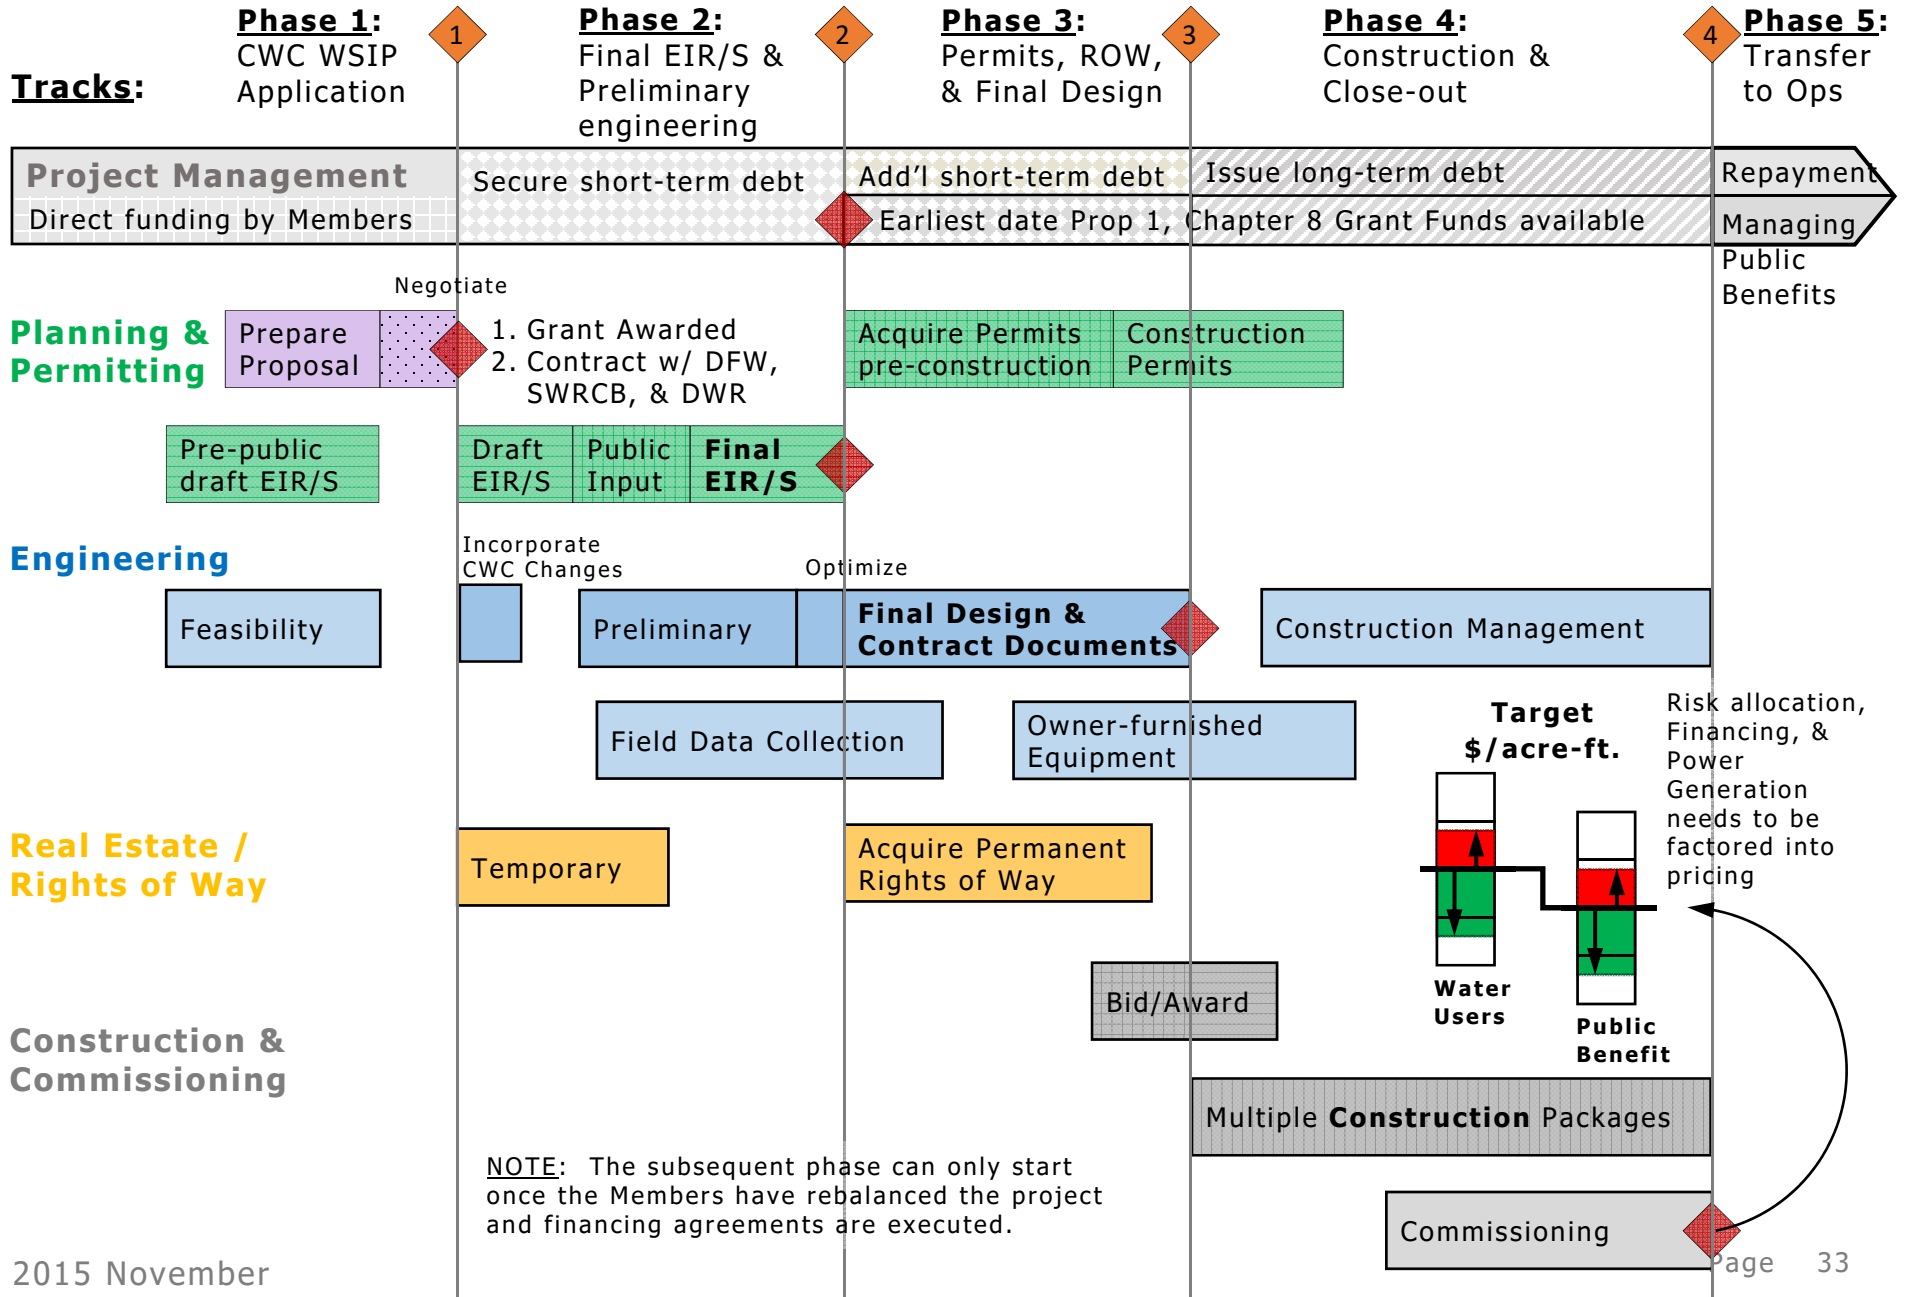 Tracks:
Phase 1:
CWC WSIP
Application
1
Phase 2:
Final EIR/S &
Preliminary
engineering
2
Phase 3:
Permits, ROW,
& Final Design
3
Phase 4:
Construction &
Close-out
4
Phase 5:
Transfer
to Ops
Project Management
Direct funding by Members
Secure short-term debt
Add'l short-term debt
Issue long-term debt
Earliest date Prop 1, Chapter 8 Grant Funds available
Repayment
Managing
Public
Benefits
Planning &
Permitting
Negotiate
Prepare
Proposal
1. Grant Awarded
2. Contract w/ DFW,
SWRCB, & DWR
Acquire Permits
pre-construction
Construction
Permits
Pre-public
draft EIR/S
Draft
EIR/S
Public
Input
Final
EIR/S
Engineering
Incorporate
CWC Changes
Optimize
Feasibility
Preliminary
Final Design &
Contract Documents
Construction Management
Field Data Collection
Owner-furnished
Equipment
Target
$/acre-ft.
Risk allocation,
Financing, &
Power
Generation
needs to be
factored into
pricing
Real Estate /
Rights of Way
Temporary
Acquire Permanent
Rights of Way
Water
Users
Public
Benefit
Construction &
Commissioning
Bid/Award
Multiple Construction Packages
NOTE: The subsequent phase can only start
once the Members have rebalanced the project
and financing agreements are executed.
Commissioning
2015 November
Page 33